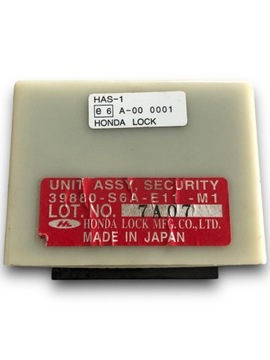 HAS-1
e6 A-00 0001
HONDA LOCK
UNIT ASSY, SECURITY
39880-S6A-E11 -M1
LOT. NO. 7A07
HONDA LOCK MFG. CO., LTD.
MADE IN JAPAN